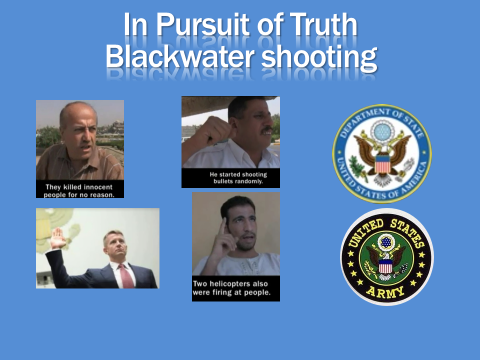 In Pursuit of Truth
Blackwater shooting
They killed innocent
people for no reason.
He started shooting
bullets randomly.
DEPARTMENT OF STATE
UNITED STATES OF AMERICA
Two helicopters also
were firing at people.
UNITED STATES
ARMY